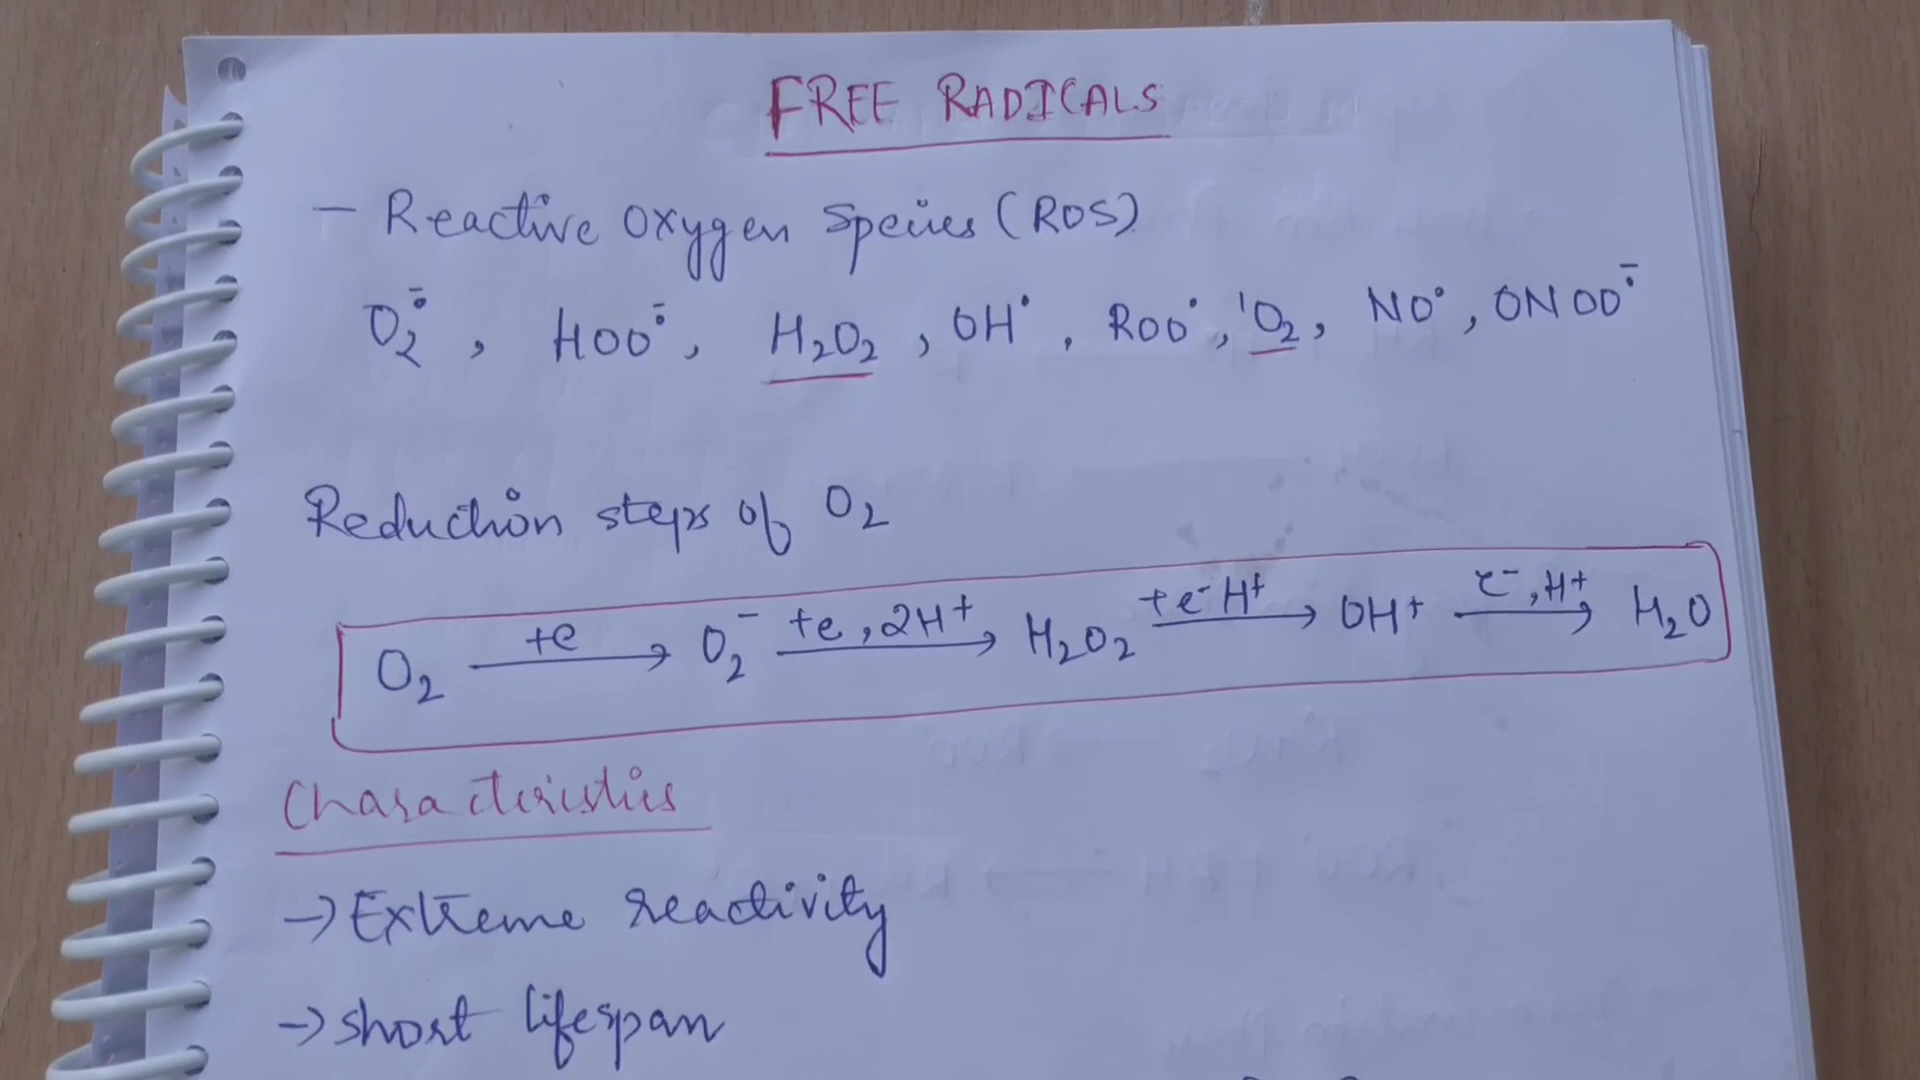 FREE RADICALS
- Reactive oxygen species (ROS)
O₂•̄, HOO•̄, H₂O₂, OH•, ROO•, ¹O₂, NO•, ONOO•̄
Reduction steps of O₂
O₂ +e → O₂⁻ +e, 2H⁺ → H₂O₂ +e⁻ H⁺ → OH+ e⁻, H⁺ → H₂O
Characteristics
→ Extreme reactivity
→ short lifespan